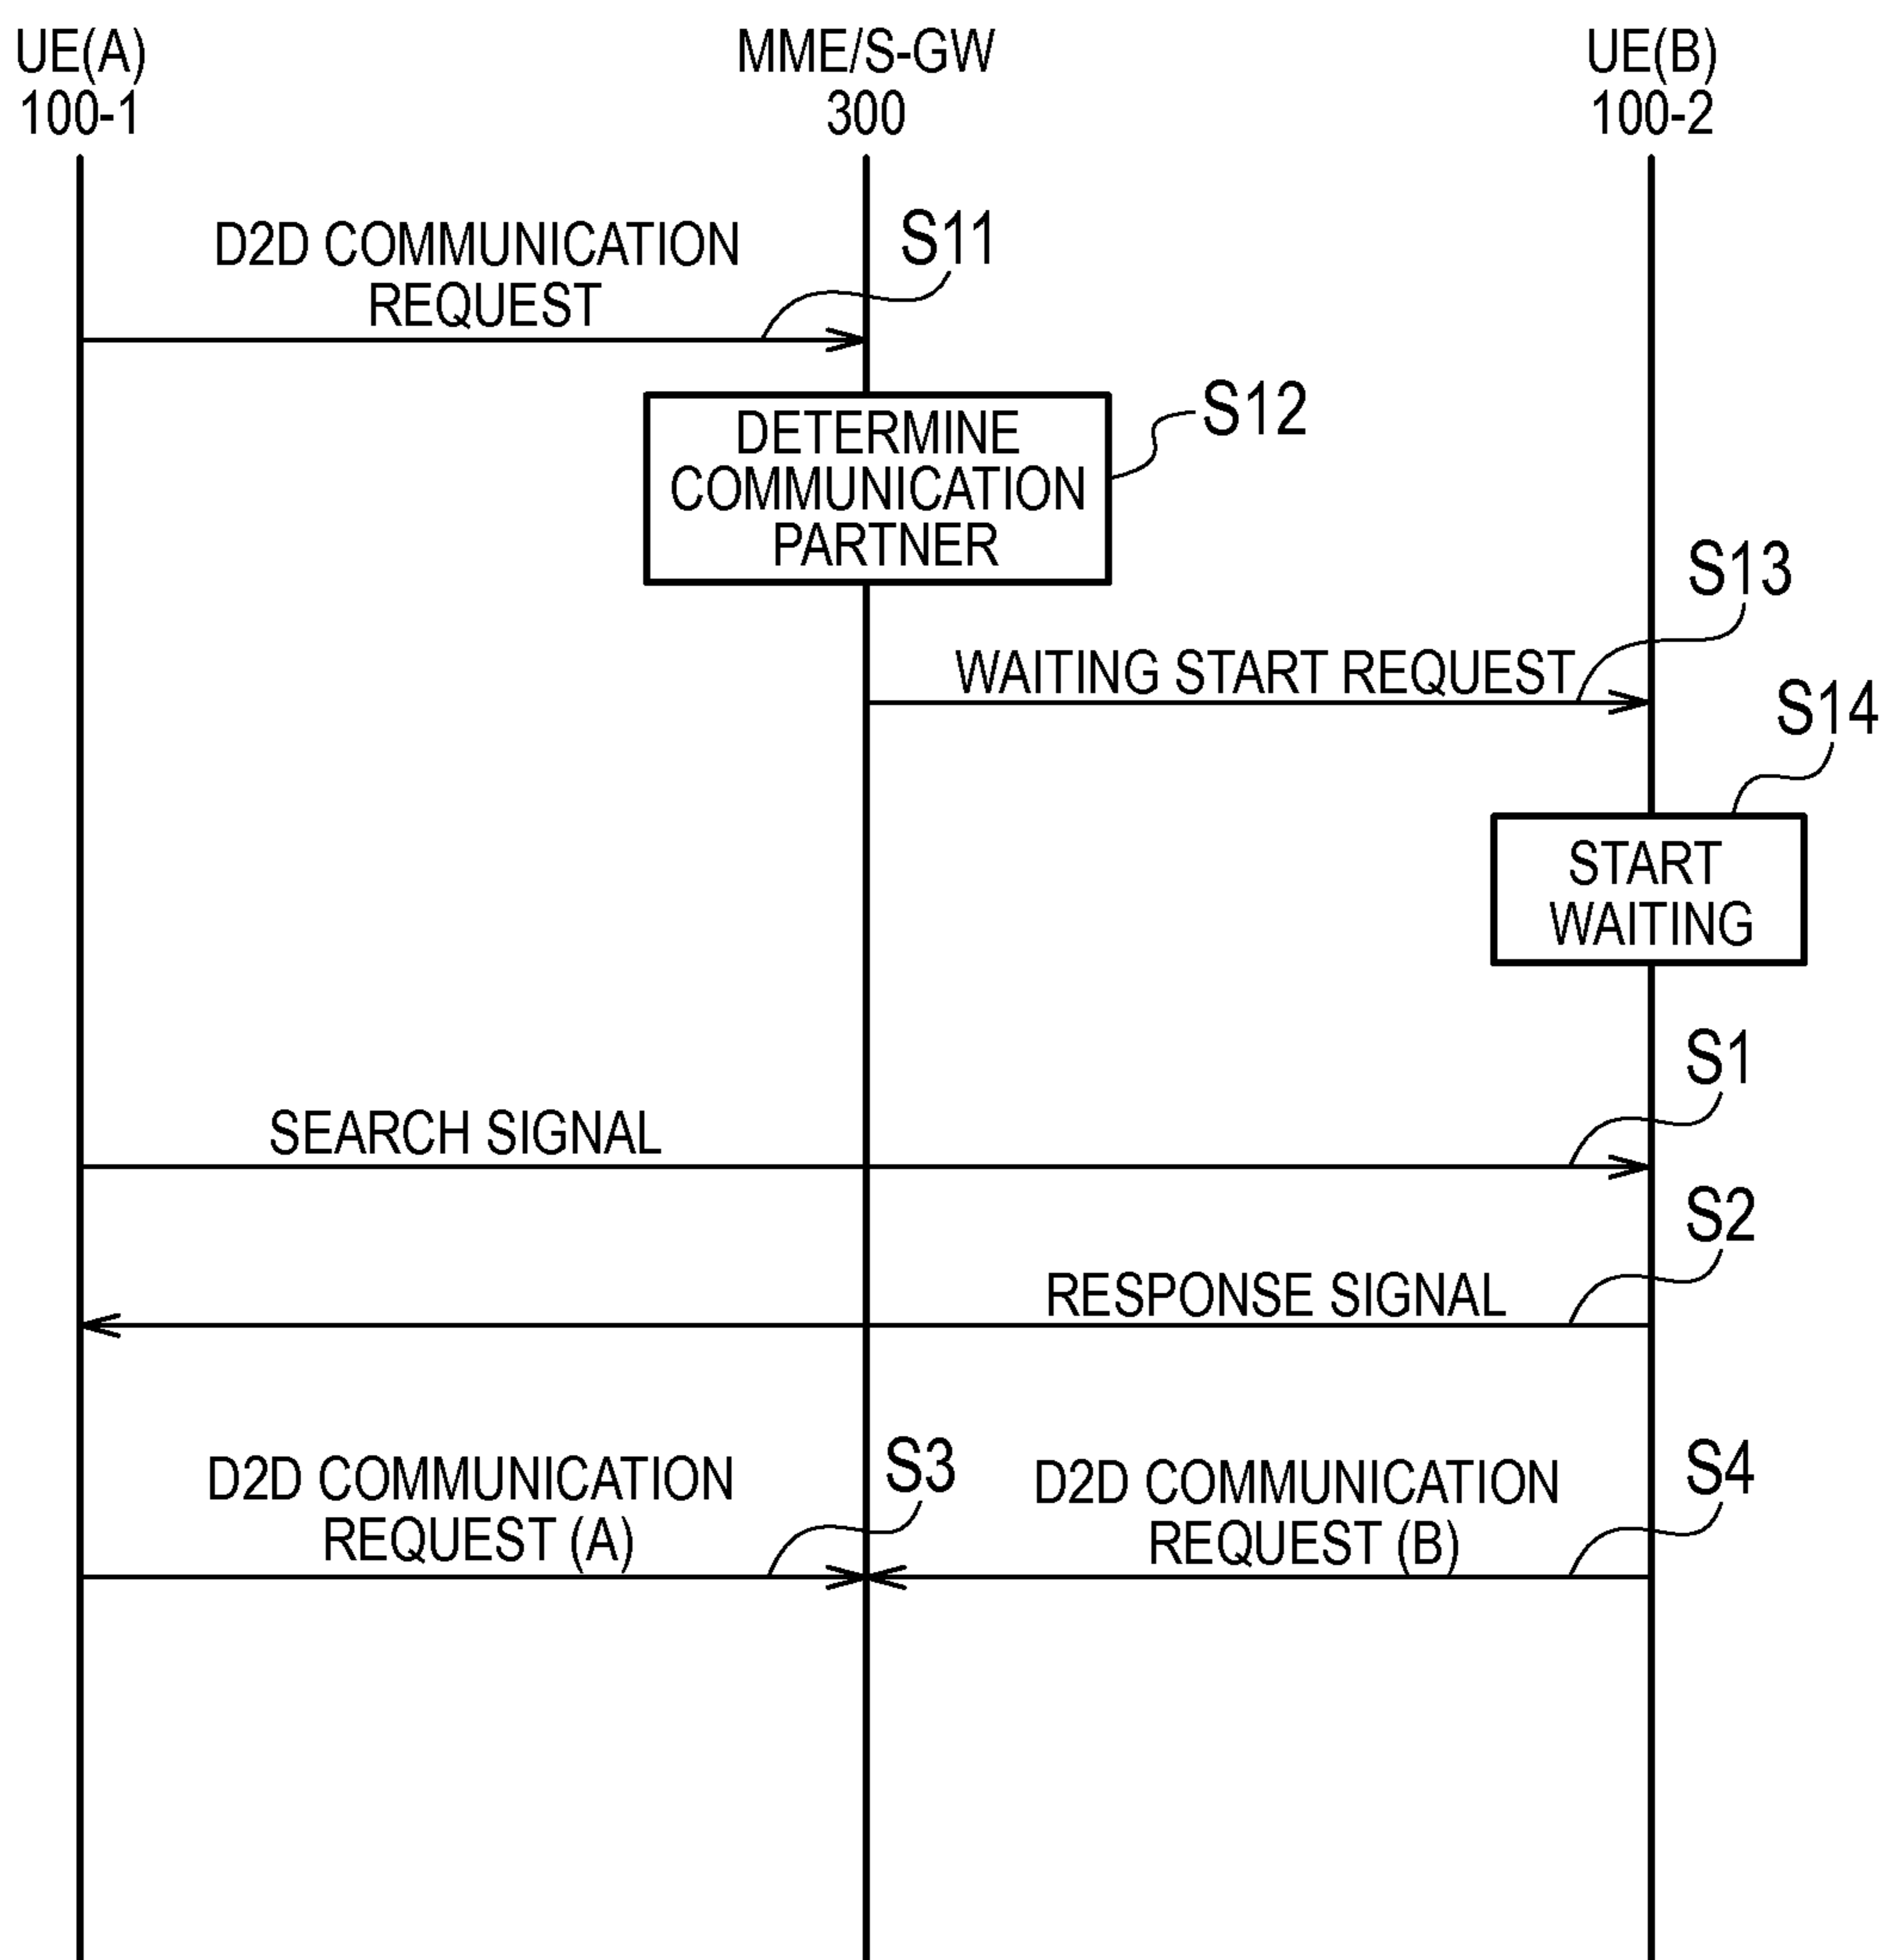 UE(A)
100-1
MME/S-GW
300
UE(B)
100-2
D2D COMMUNICATION
REQUEST
S11
DETERMINE
COMMUNICATION
PARTNER
S12
WAITING START REQUEST
S13
START
WAITING
S14
SEARCH SIGNAL
S1
RESPONSE SIGNAL
S2
D2D COMMUNICATION
REQUEST (A)
S3
D2D COMMUNICATION
REQUEST (B)
S4